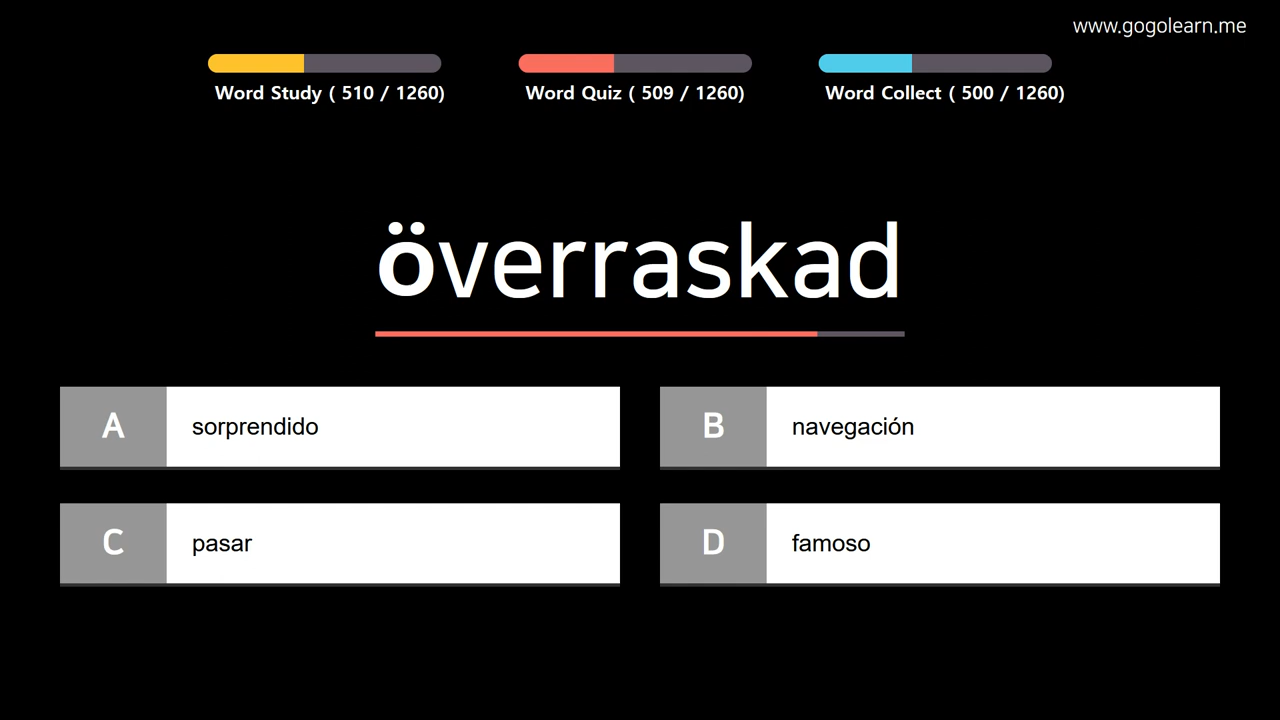 www.gogolearn.me
Word Study ( 510 / 1260)
Word Quiz ( 509 / 1260)
Word Collect ( 500 / 1260)
överraskad
A
sorprendido
B
navegación
C
pasar
D
famoso